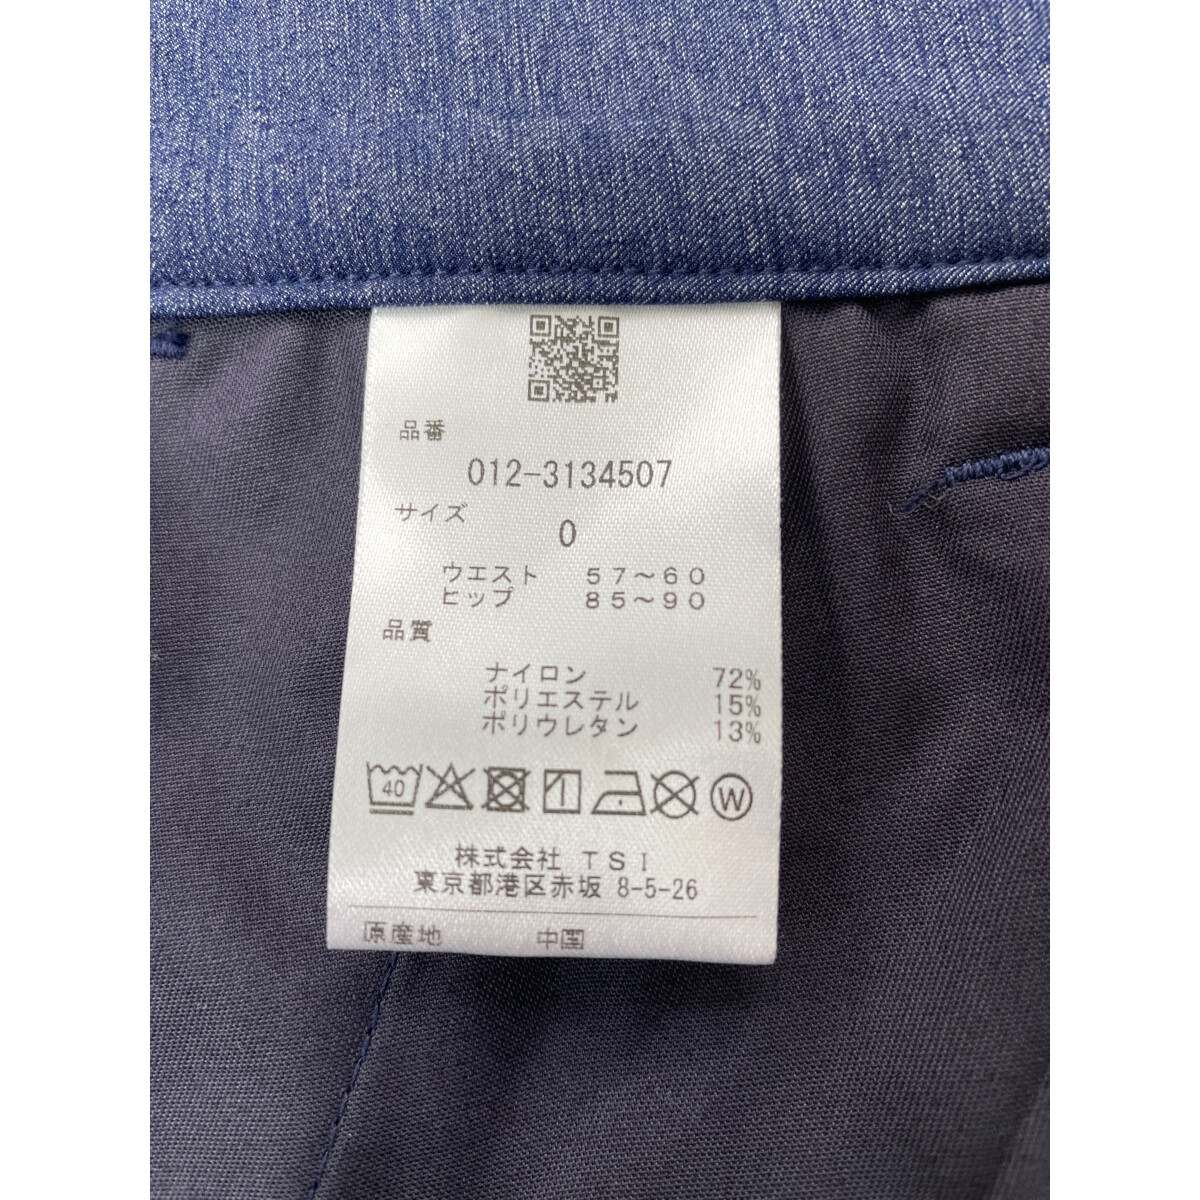 品番
012-3134507
サイズ
0
ウエスト 57～60
ヒップ 85～90
品質
ナイロン 72%
ポリエステル 15%
ポリウレタン 13%
40 W
株式会社 TSI
東京都港区赤坂 8-5-26
原産地 中国